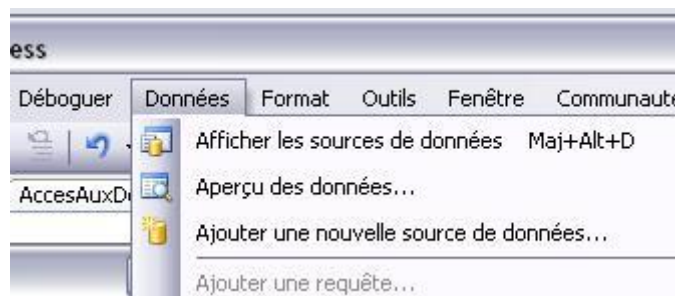 ess
Déboguer Données Format Outils Fenêtre Communauté
Afficher les sources de données Maj+Alt+D
AccesAuxD
Aperçu des données...
Ajouter une nouvelle source de données...
Ajouter une requête...